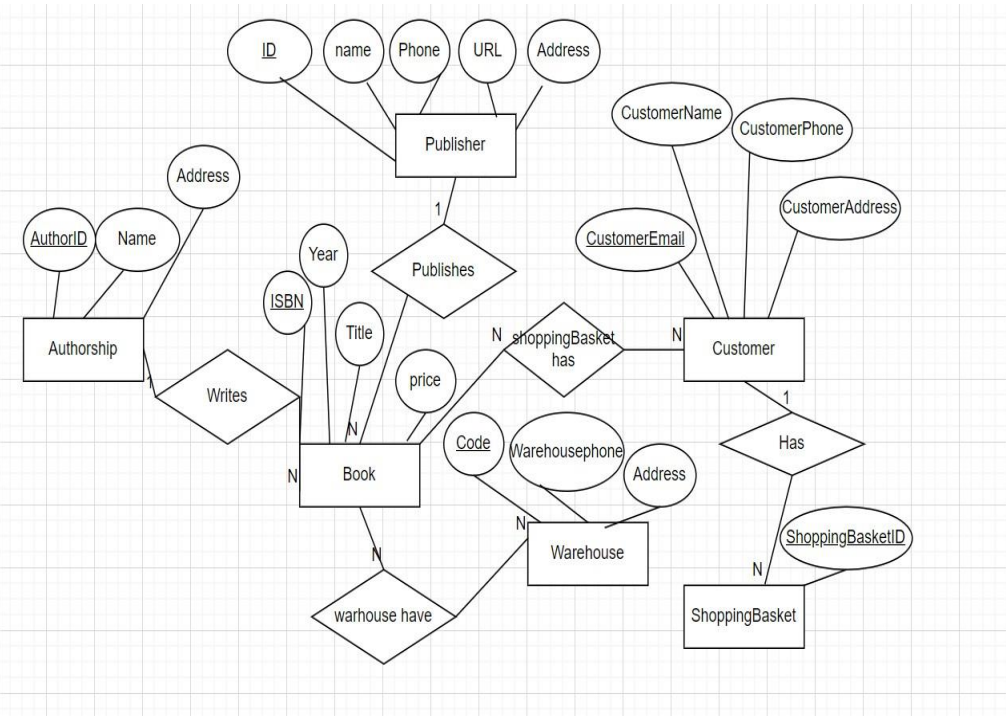 ID
name
Phone
URL
Address
Publisher
CustomerName
CustomerPhone
Address
CustomerAddress
1
AuthorID
Name
CustomerEmail
Year
Publishes
ISBN
Title
N
shoppingBasket
has
N
Customer
Authorship
price
1
Writes
1
N
Code
Warehousephone
Has
Book
N
Address
N
Warehouse
ShoppingBasketID
N
N
warhouse have
ShoppingBasket